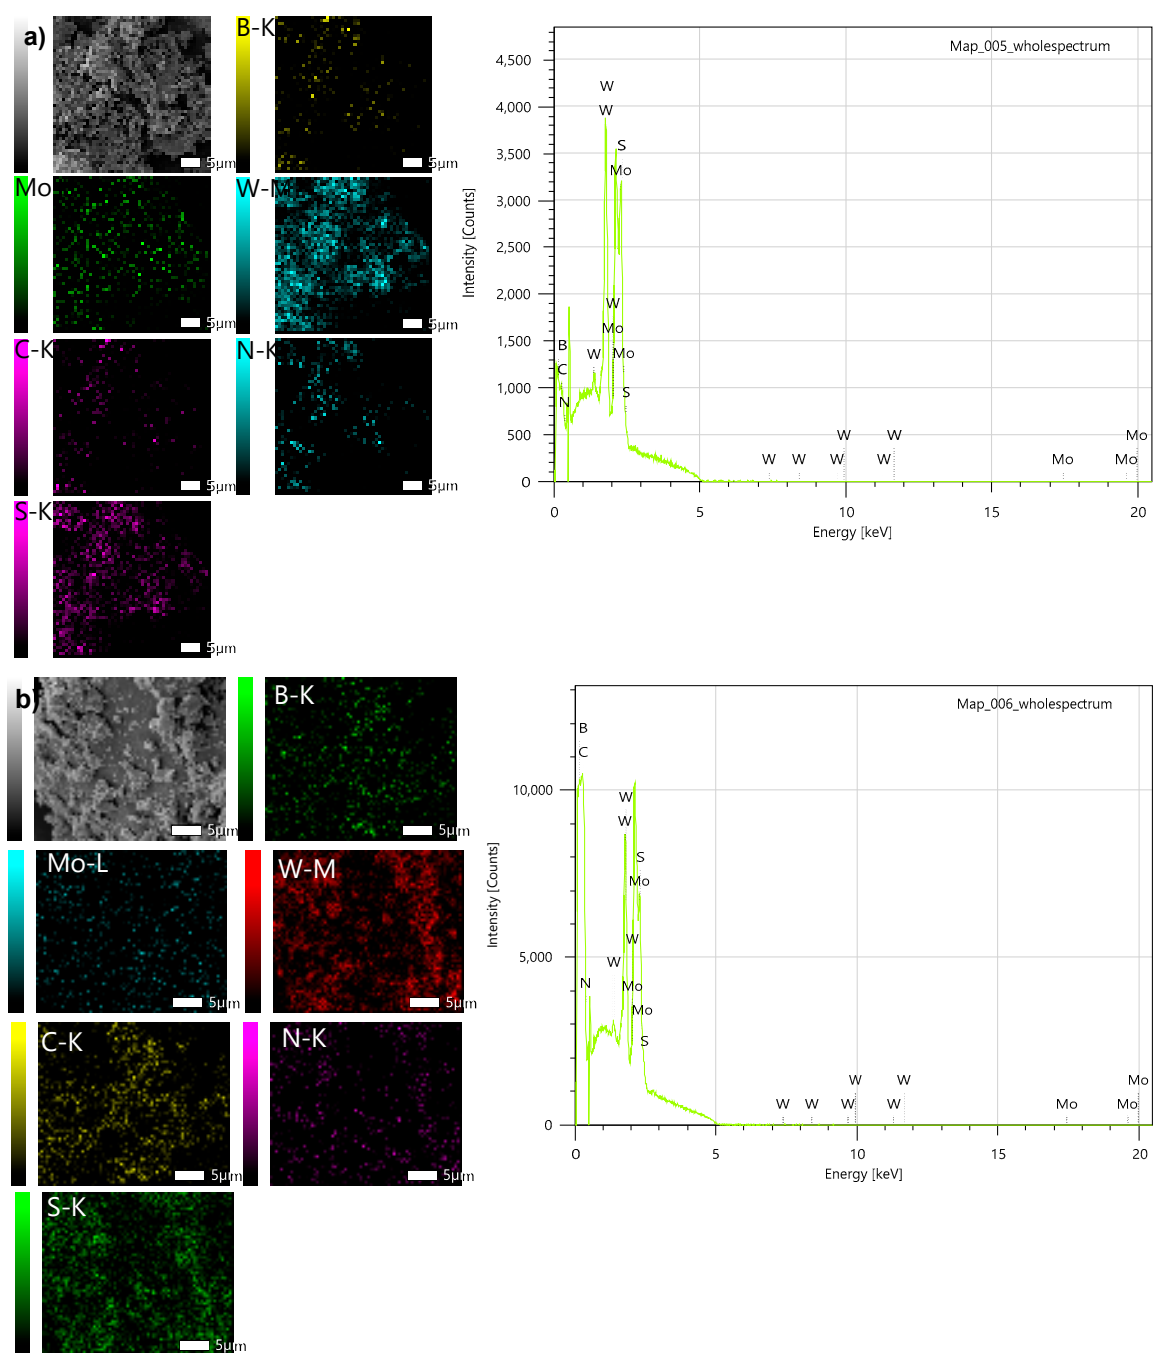 a)
B-K
5μm
5μm
Mo
W-M
5μm
5μm
C-K
N-K
5μm
5μm
S-K
5μm
Map_005_wholespectrum
Intensity [Counts]
4,500
4,000
3,500
3,000
2,500
2,000
1,500
1,000
500
0
W
W
S
Mo
W
Mo
B
W
Mo
C
S
N
W
W
Mo
W
W
W
W
Mo
Mo
0
5
10
15
20
Energy [keV]
b)
B-K
5μm
5μm
Mo-L
W-M
5μm
5μm
C-K
N-K
5μm
5μm
S-K
5μm
Map_006_wholespectrum
Intensity [Counts]
10,000
5,000
0
B
C
W
W
S
Mo
W
W
N
Mo
Mo
S
W
W
Mo
W
W
W
W
Mo
Mo
0
5
10
15
20
Energy [keV]